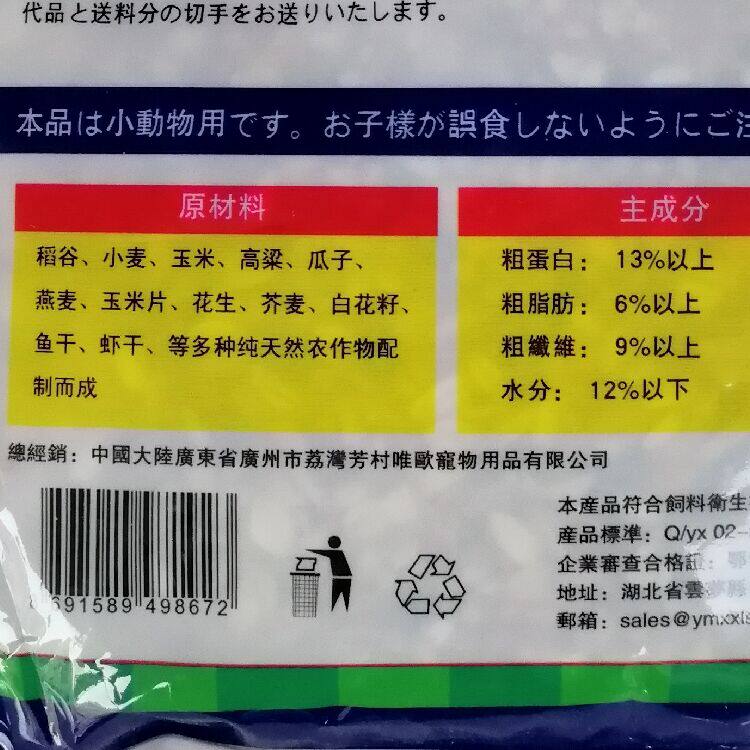 代品と送料分の切手をお送りいたします。
本品は小動物用です。お子様が誤食しないようにご注
原材料
稻谷、小麦、玉米、高粱、瓜子、
燕麦、玉米片、花生、芥麦、白花籽、
鱼干、虾干、等多种纯天然农作物配
制而成
主成分
粗蛋白： 13%以上
粗脂肪： 6%以上
粗纖維： 9%以上
水分： 12%以下
總經銷：中國大陸廣東省廣州市荔灣芳村唯歐寵物用品有限公司
691589 498672
本産品符合飼料衛生
産品標準：Q/yx 02-
企業審查合格証：
地址：湖北省雲夢縣
郵箱：sales@ymxxls